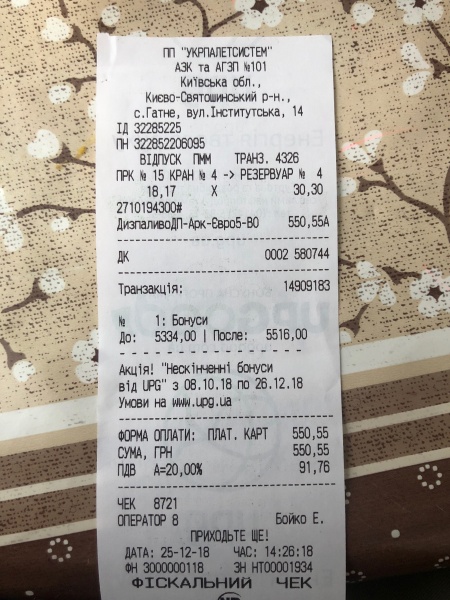 ПП "УКРПАЛЕТСИСТЕМ"
АЗК та АГЗП №101
Київська обл.,
Києво-Святошинський р-н.,
с.Гатне, вул.Інститутська, 14
ІД 32285225
ПН 322852206095
ВІДПУСК ПММ ТРАНЗ. 4326
ПРК № 15 КРАН № 4 -> РЕЗЕРВУАР № 4
18,17 X 30,30
2710194300#
ДизпаливоДП-Арк-Євро5-В0 550,55А
ДК 0002 580744
Транзакція: 14909183
№ 1: Бонуси
До: 5334,00 | После: 5516,00
Акція! "Нескінченні бонуси
від UPG" з 08.10.18 по 26.12.18
Умови на www.upg.ua
ФОРМА ОПЛАТИ: ПЛАТ. КАРТ 550,55
СУМА, ГРН 550,55
ПДВ А=20,00% 91,76
ЧЕК 8721
ОПЕРАТОР 8 Бойко Е.
ПРИХОДЬТЕ ЩЕ!
ДАТА: 25-12-18 ЧАС: 14:26:18
ФН 3000000118 ЗН НТ00001934
ФІСКАЛЬНИЙ ЧЕК